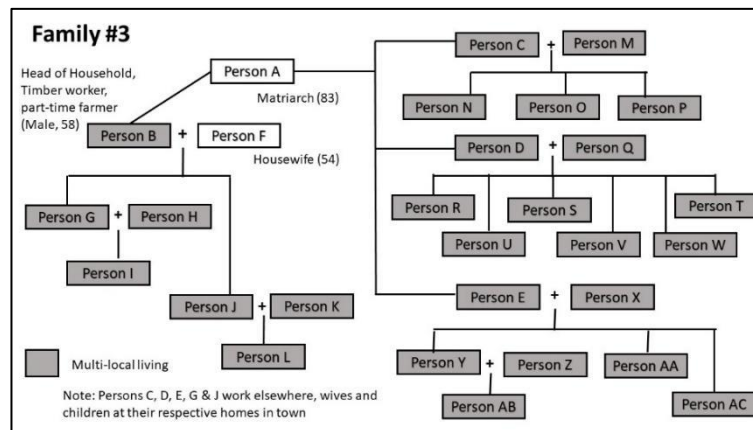 Family #3
Head of Household,
Timber worker,
part-time farmer
(Male, 58)
Person A
Matriarch (83)
Person B + Person F
Housewife (54)
Person G + Person H
Person I
Person J + Person K
Person L
Person C + Person M
Person N Person O Person P
Person D + Person Q
Person R Person S Person T
Person U Person V Person W
Person E + Person X
Person Y + Person Z Person AA
Person AB Person AC
Multi-local living
Note: Persons C, D, E, G & J work elsewhere, wives and
children at their respective homes in town